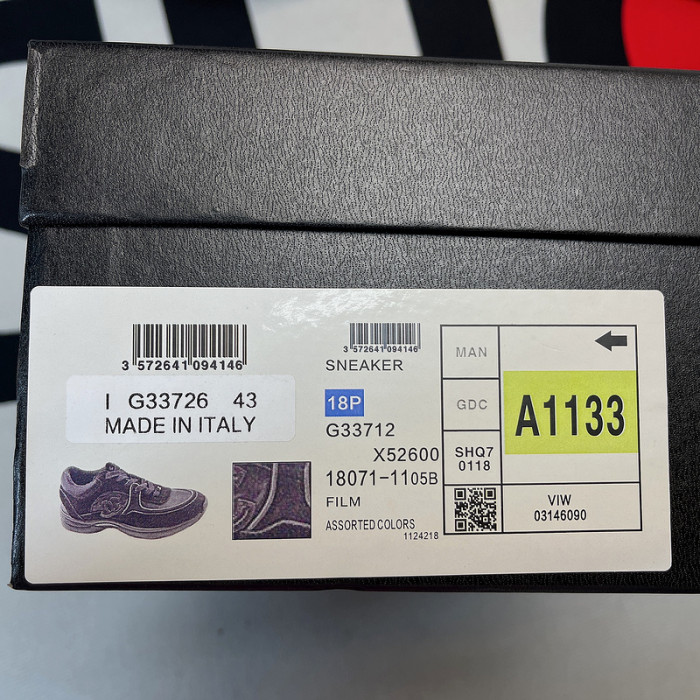 3 572641 094146
I G33726 43
MADE IN ITALY
3 572641 094146
SNEAKER
18P
G33712
X52600
18071-1105B
FILM
ASSORTED COLORS
1124218
MAN
GDC
SHQ7
0118
A1133
VIW
03146090